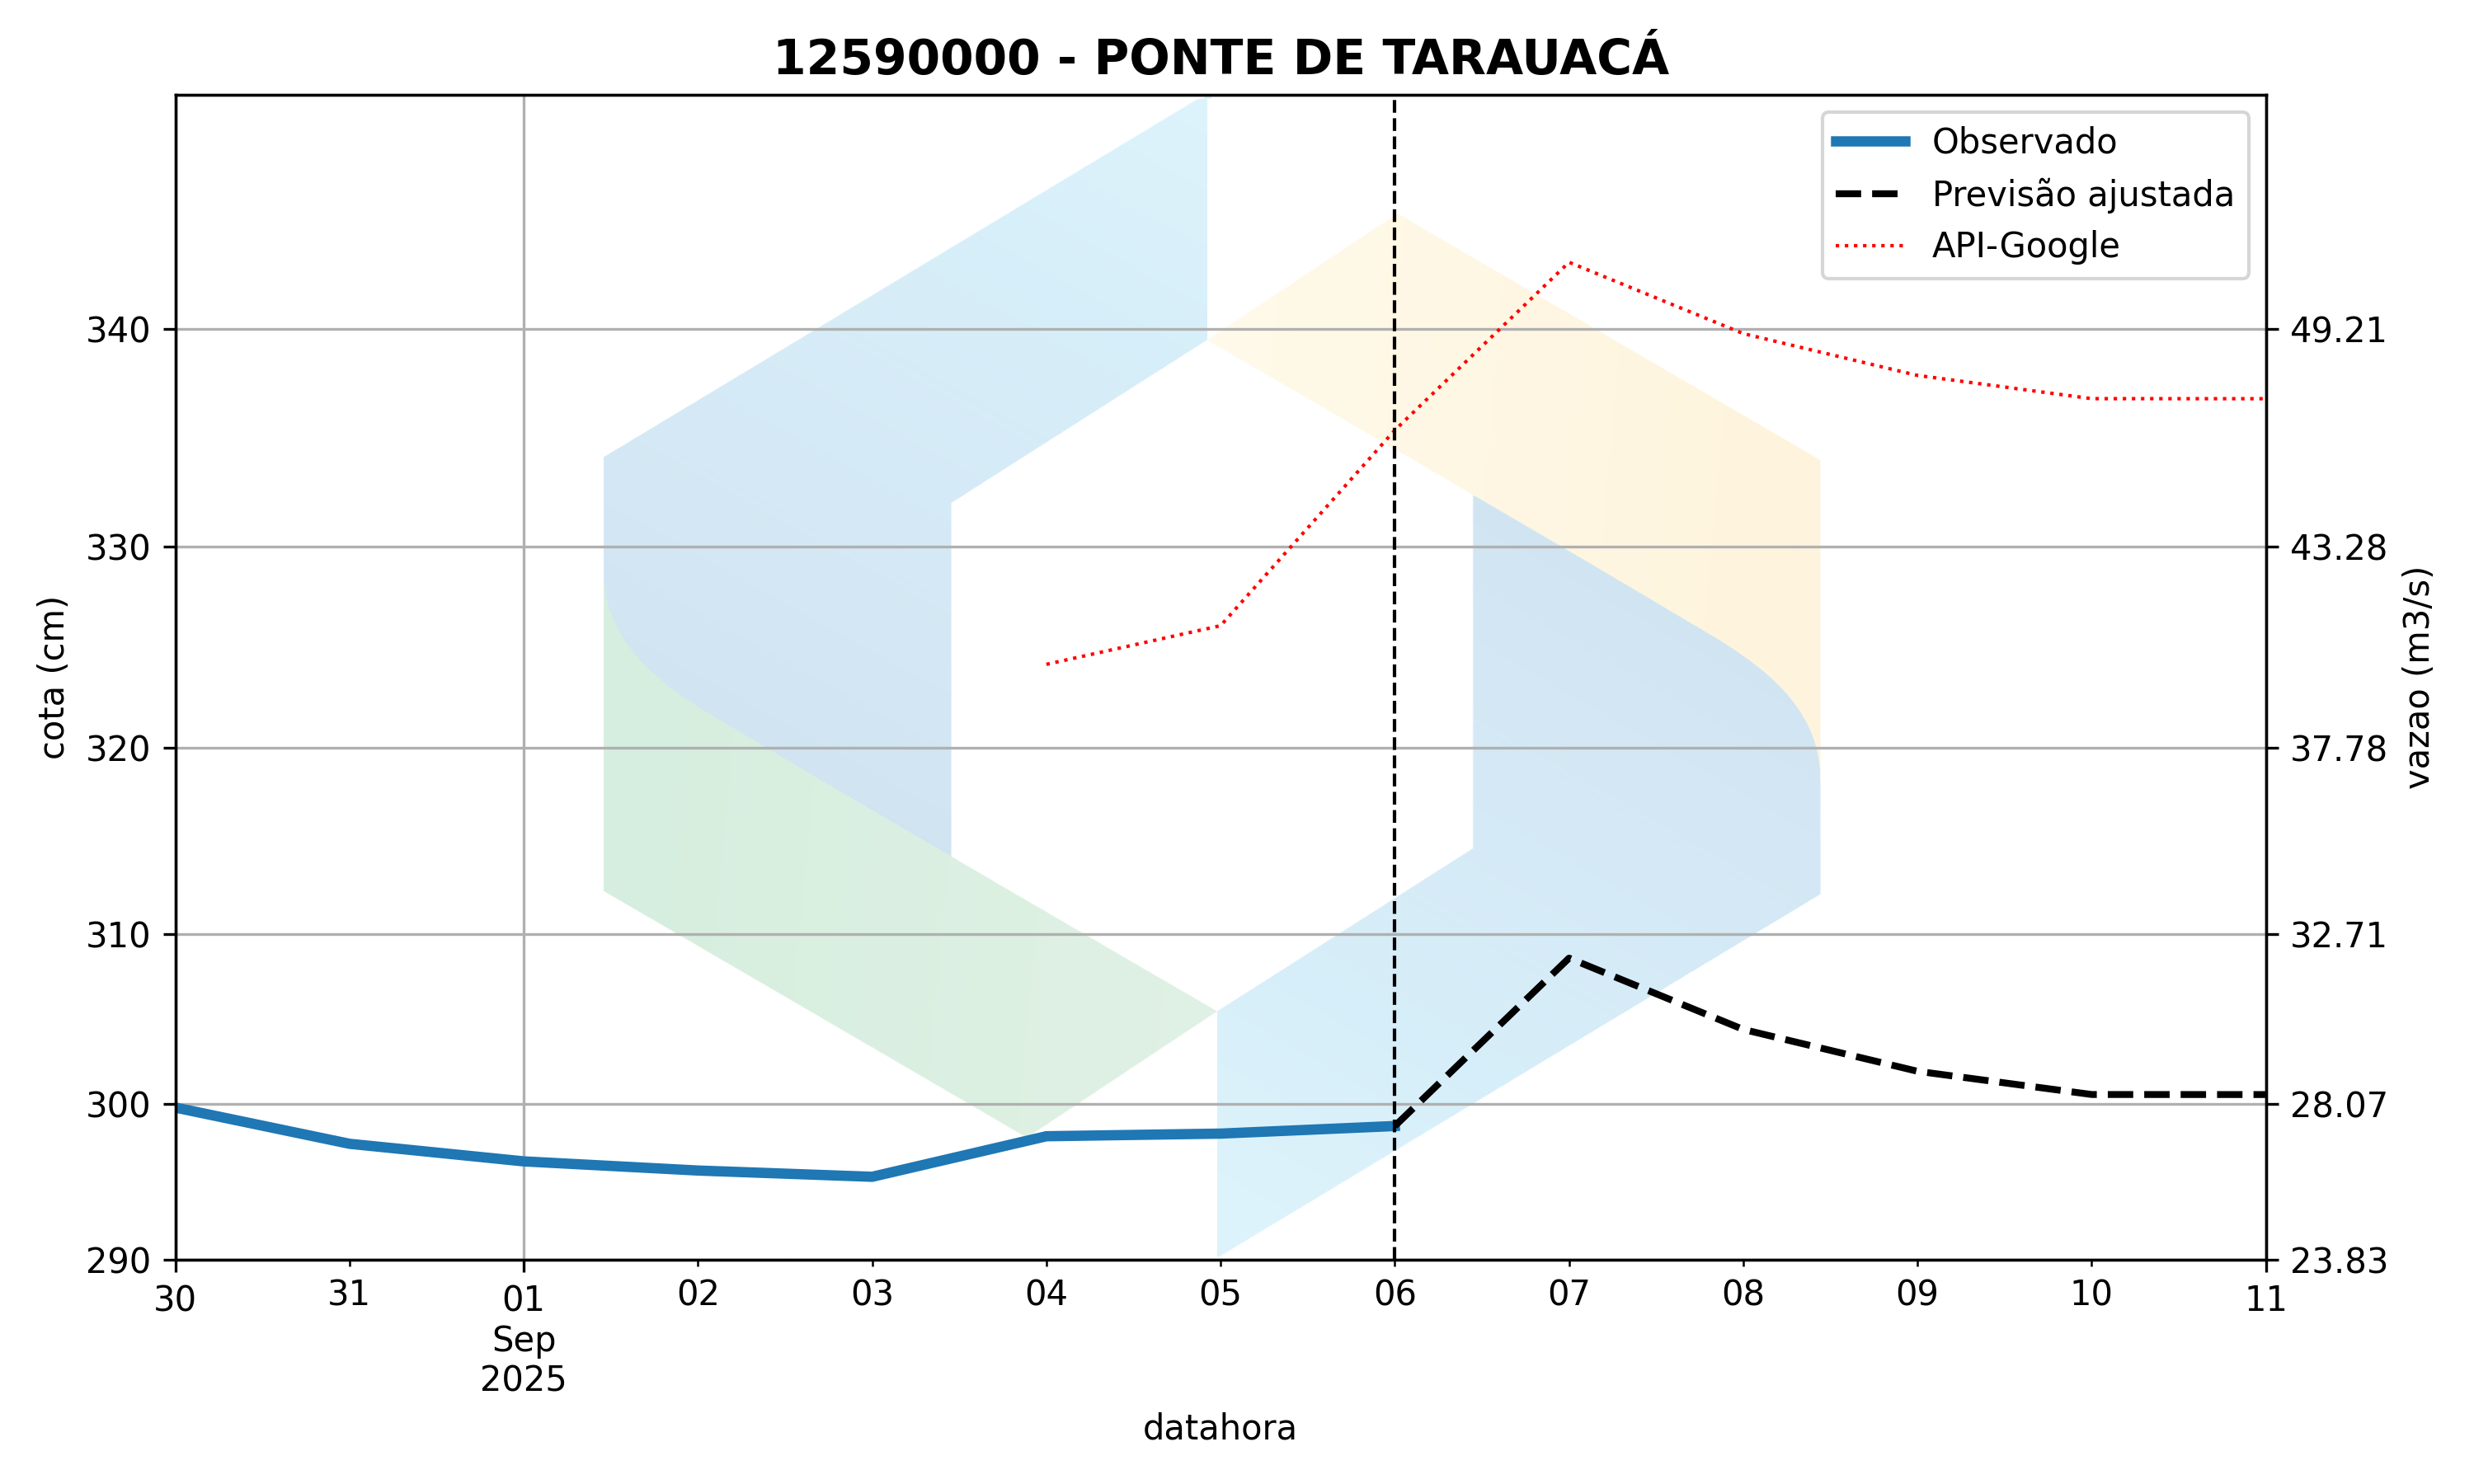 12590000 - PONTE DE TARAUACÁ
Observado
Previsão ajustada
API-Google
340
330
320
310
300
290
cota (cm)
49.21
43.28
37.78
32.71
28.07
23.83
vazao (m3/s)
30 31 01 02 03 04 05 06 07 08 09 10 11
Sep
2025
datahora